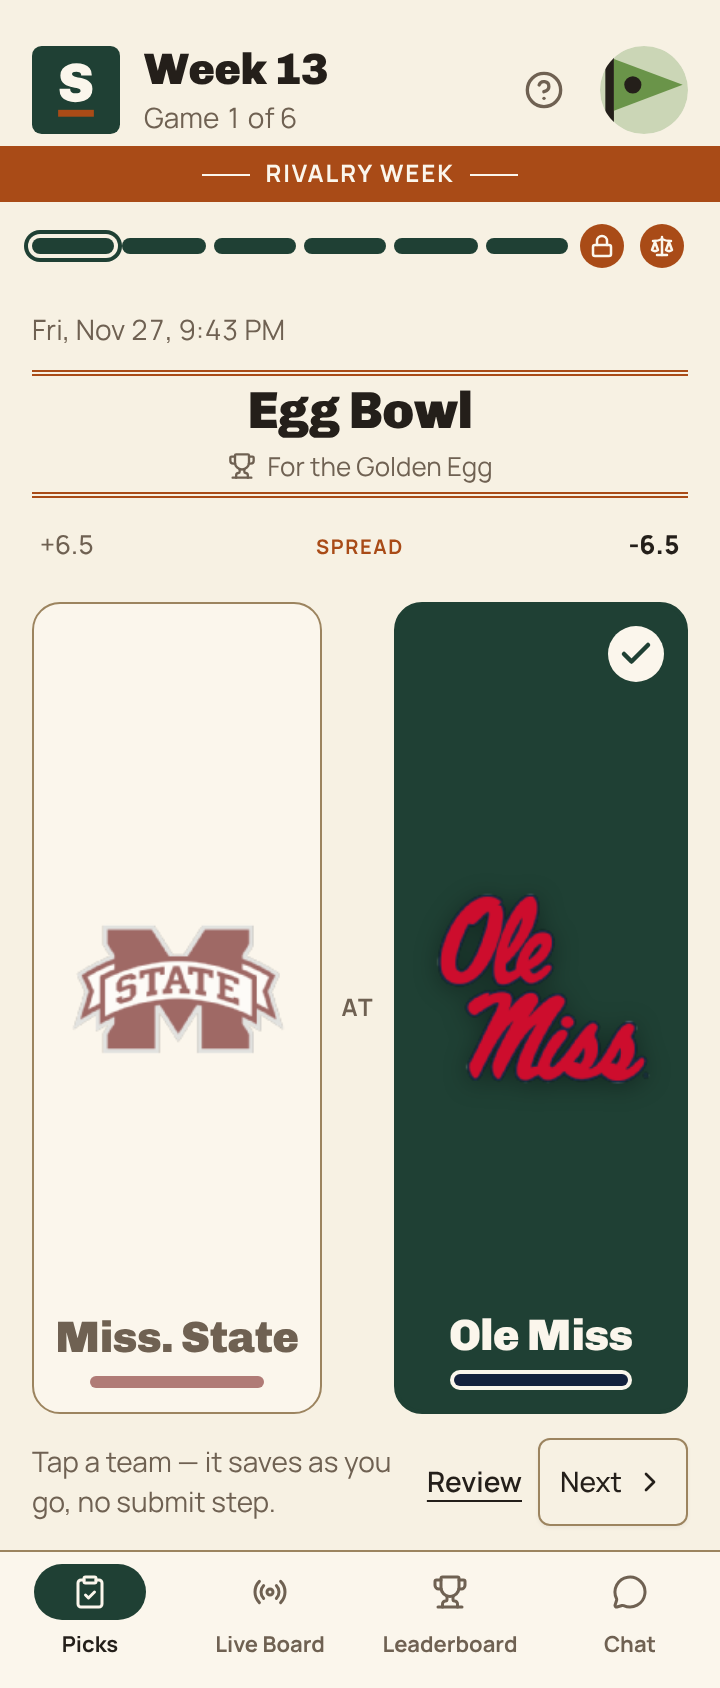 S
Week 13
Game 1 of 6
RIVALRY WEEK
Fri, Nov 27, 9:43 PM
Egg Bowl
For the Golden Egg
+6.5
SPREAD
-6.5
STATE
AT
Ole
Miss
Miss. State
Ole Miss
Tap a team — it saves as you
go, no submit step.
Review
Next
Picks
Live Board
Leaderboard
Chat